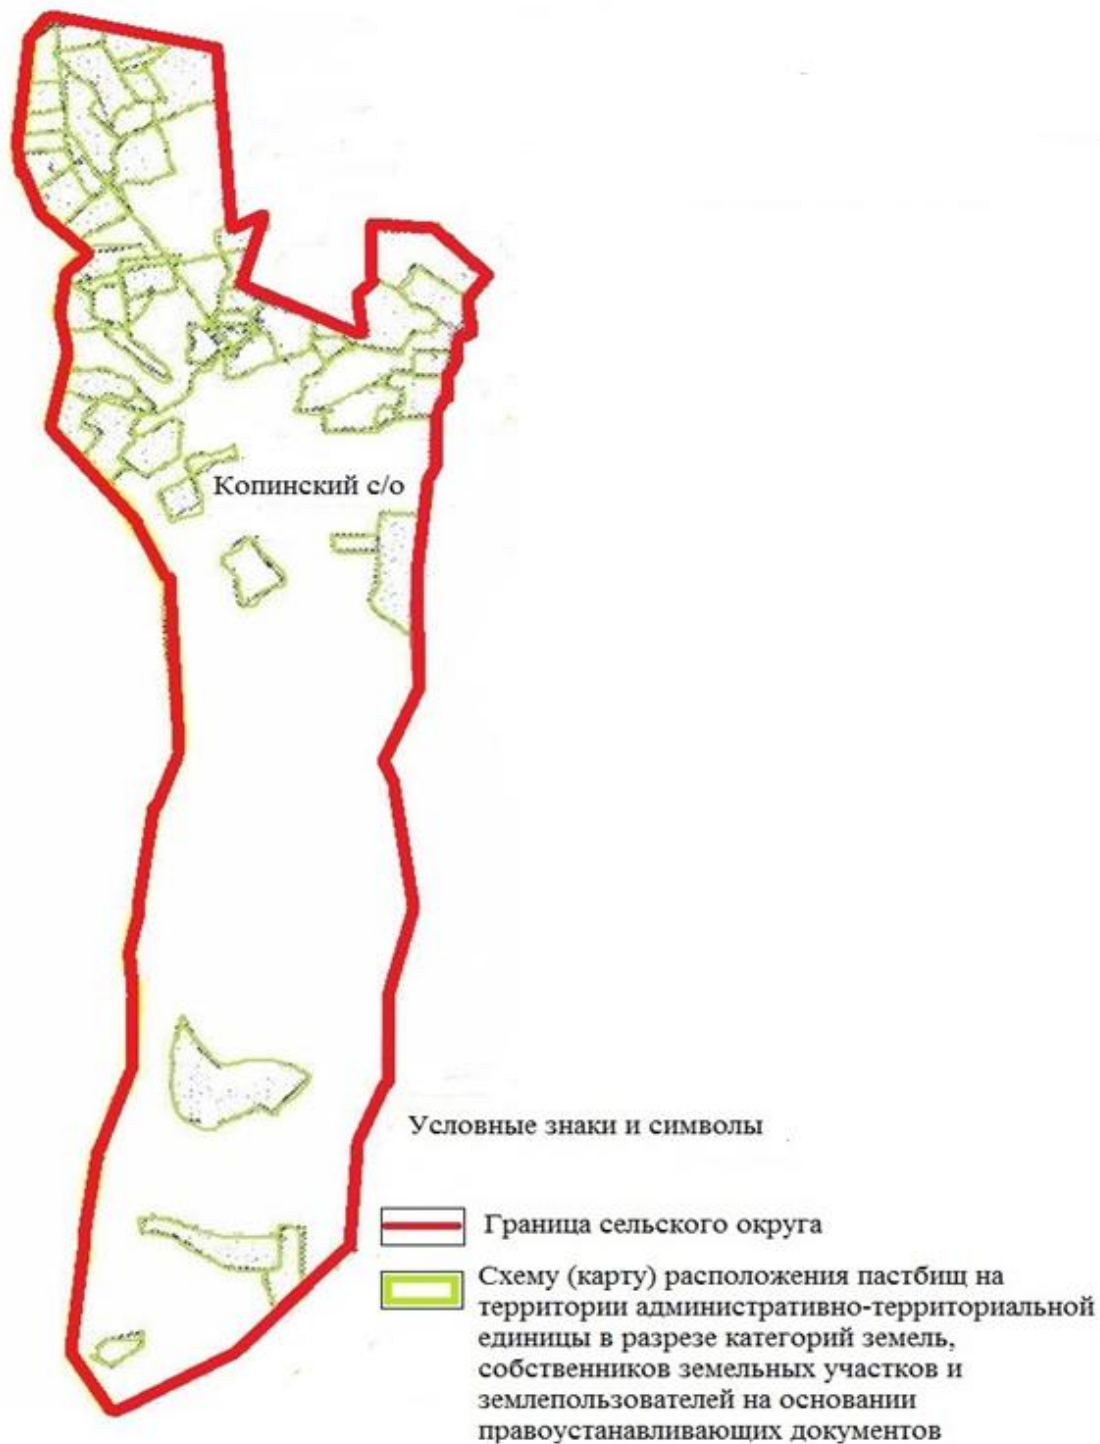 Копинский с/о
Условные знаки и символы
Граница сельского округа
Схему (карту) расположения пастбищ на
территории административно-территориальной
единицы в разрезе категорий земель,
собственников земельных участков и
землепользователей на основании
правоустанавливающих документов